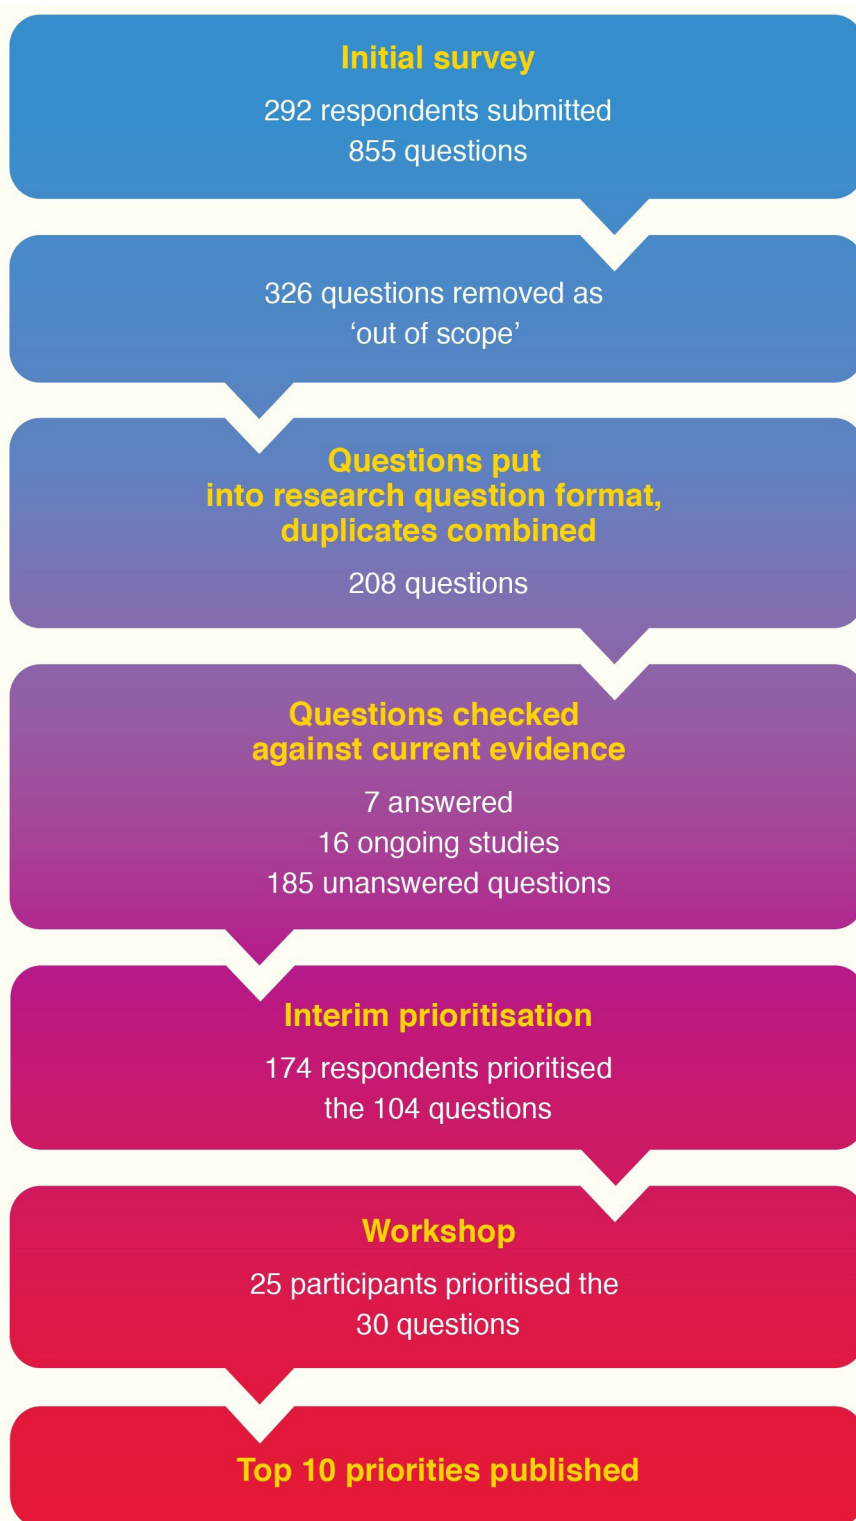 Initial survey
292 respondents submitted
855 questions
326 questions removed as
‘out of scope’
Questions put
into research question format,
duplicates combined
208 questions
Questions checked
against current evidence
7 answered
16 ongoing studies
185 unanswered questions
Interim prioritisation
174 respondents prioritised
the 104 questions
Workshop
25 participants prioritised the
30 questions
Top 10 priorities published